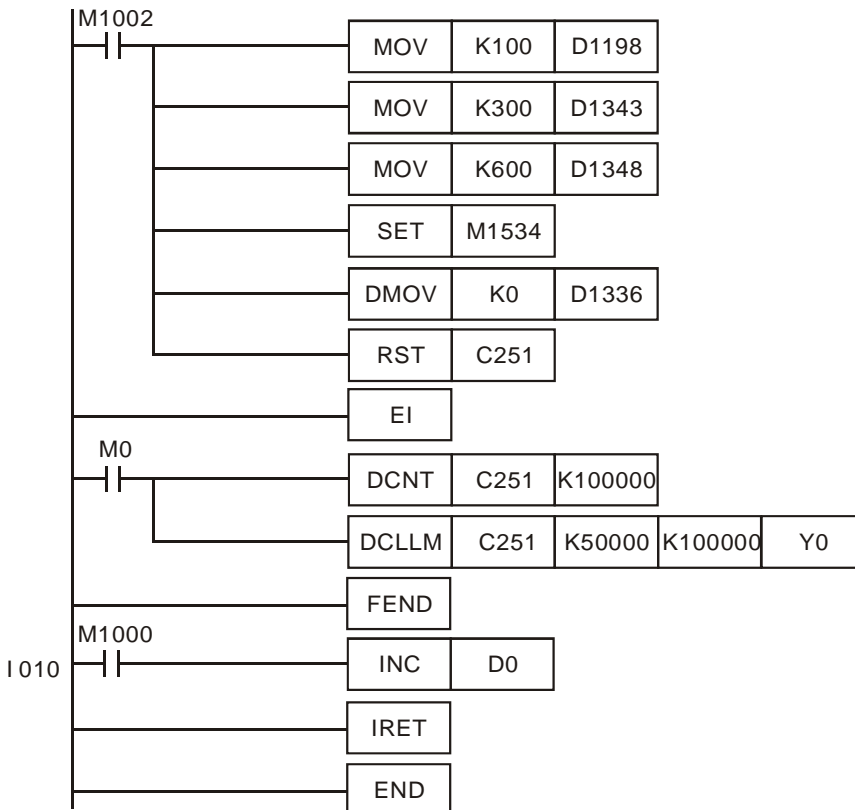 M1002
MOV K100 D1198
MOV K300 D1343
MOV K600 D1348
SET M1534
DMOV K0 D1336
RST C251
EI
M0
DCNT C251 K100000
DCLLM C251 K50000 K100000 Y0
FEND
M1000
I 010 INC D0
IRET
END